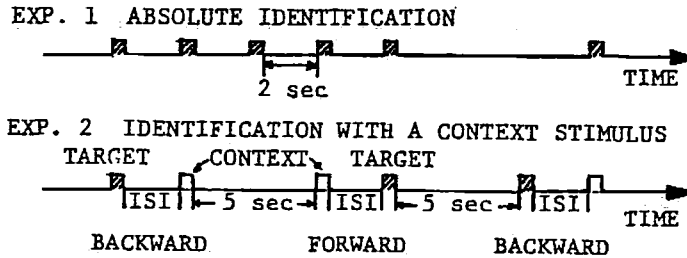 EXP. 1 ABSOLUTE IDENTIFICATION
2 sec
TIME
EXP. 2 IDENTIFICATION WITH A CONTEXT STIMULUS
TARGET CONTEXT TARGET
ISI 5 sec ISI 5 sec ISI
TIME
BACKWARD FORWARD BACKWARD